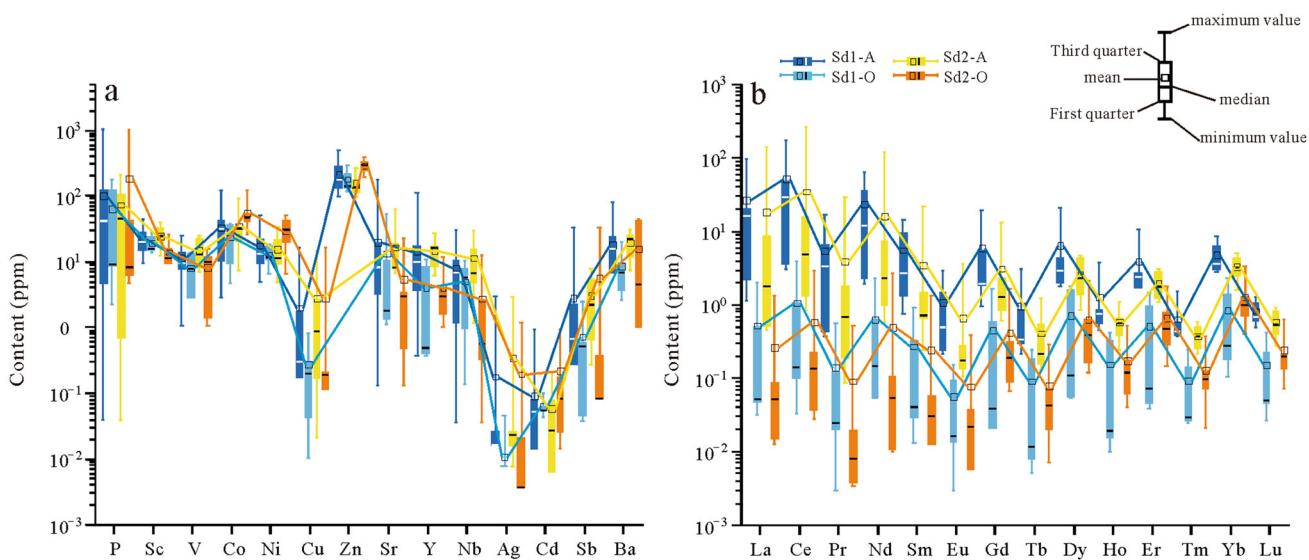 a
Content (ppm)
10³
10²
10¹
0
10⁻¹
10⁻²
10⁻³
P Sc V Co Ni Cu Zn Sr Y Nb Ag Cd Sb Ba
Sd1-A Sd2-A
Sd1-O Sd2-O
maximum value
Third quarter
mean
median
First quarter
minimum value
b
Content (ppm)
10³
10²
10¹
10⁰
10⁻¹
10⁻²
10⁻³
La Ce Pr Nd Sm Eu Gd Tb Dy Ho Er Tm Yb Lu